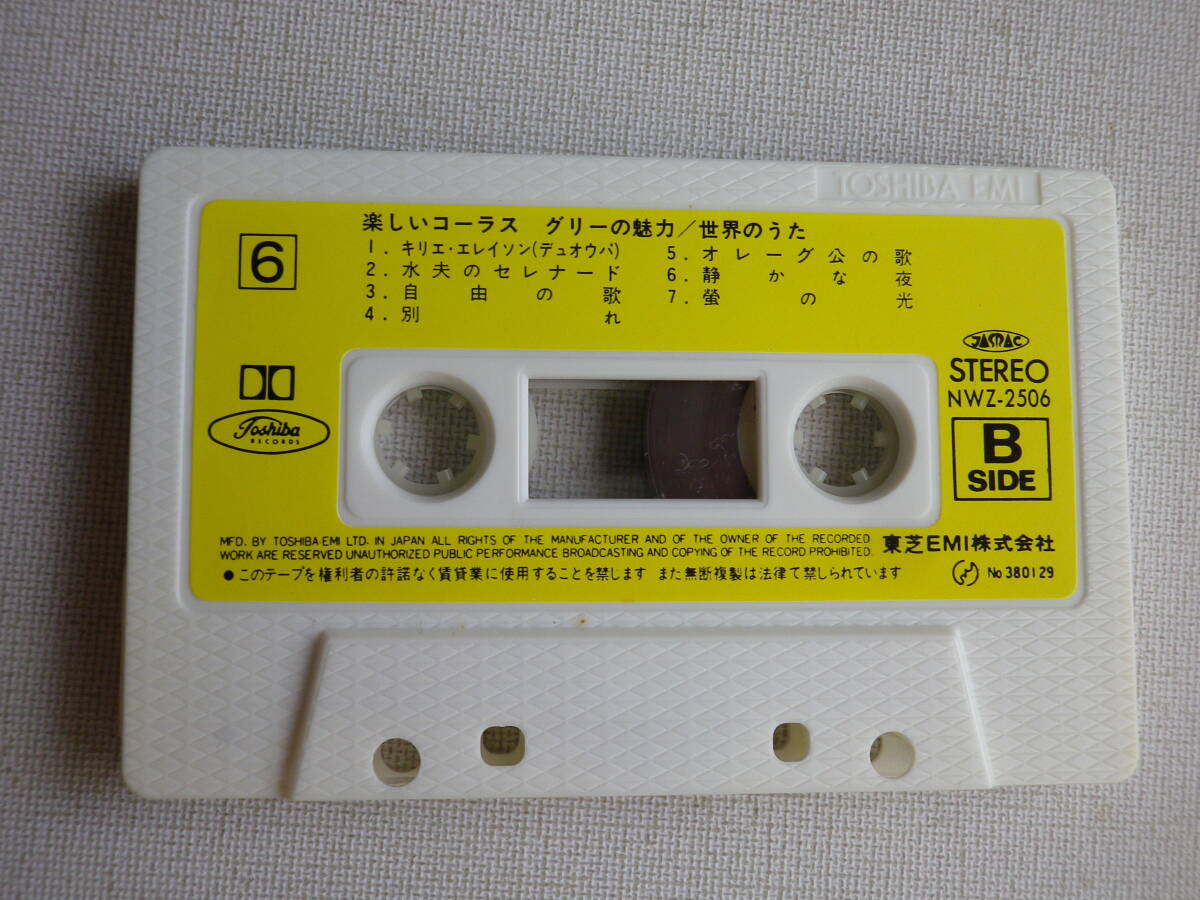 TOSHIBA EMI
楽しいコーラス グリーの魅力/世界のうた
6
1. キリエ・エレイソン(デュオウパ)
2. 水夫のセレナード
3. 自由の歌
4. 別れ
5. オレーグ公の歌
6. 静かな夜
7. 螢の光
JASRAC
STEREO
NWZ-2506
B
SIDE
Toshiba
RECORDS
MFD. BY TOSHIBA-EMI LTD. IN JAPAN ALL RIGHTS OF THE MANUFACTURER AND OF THE OWNER OF THE RECORDED
WORK ARE RESERVED UNAUTHORIZED PUBLIC PERFORMANCE BROADCASTING AND COPYING OF THE RECORD PROHIBITED.
東芝EMI株式会社
●このテープを権利者の許諾なく賃貸業に使用することを禁します また無断複製は法律で禁しられています
No 380129